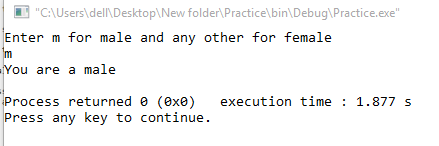 "C:\Users\dell\Desktop\New folder\Practice\bin\Debug\Practice.exe"
Enter m for male and any other for female
m
You are a male
Process returned 0 (0x0)   execution time : 1.877 s
Press any key to continue.